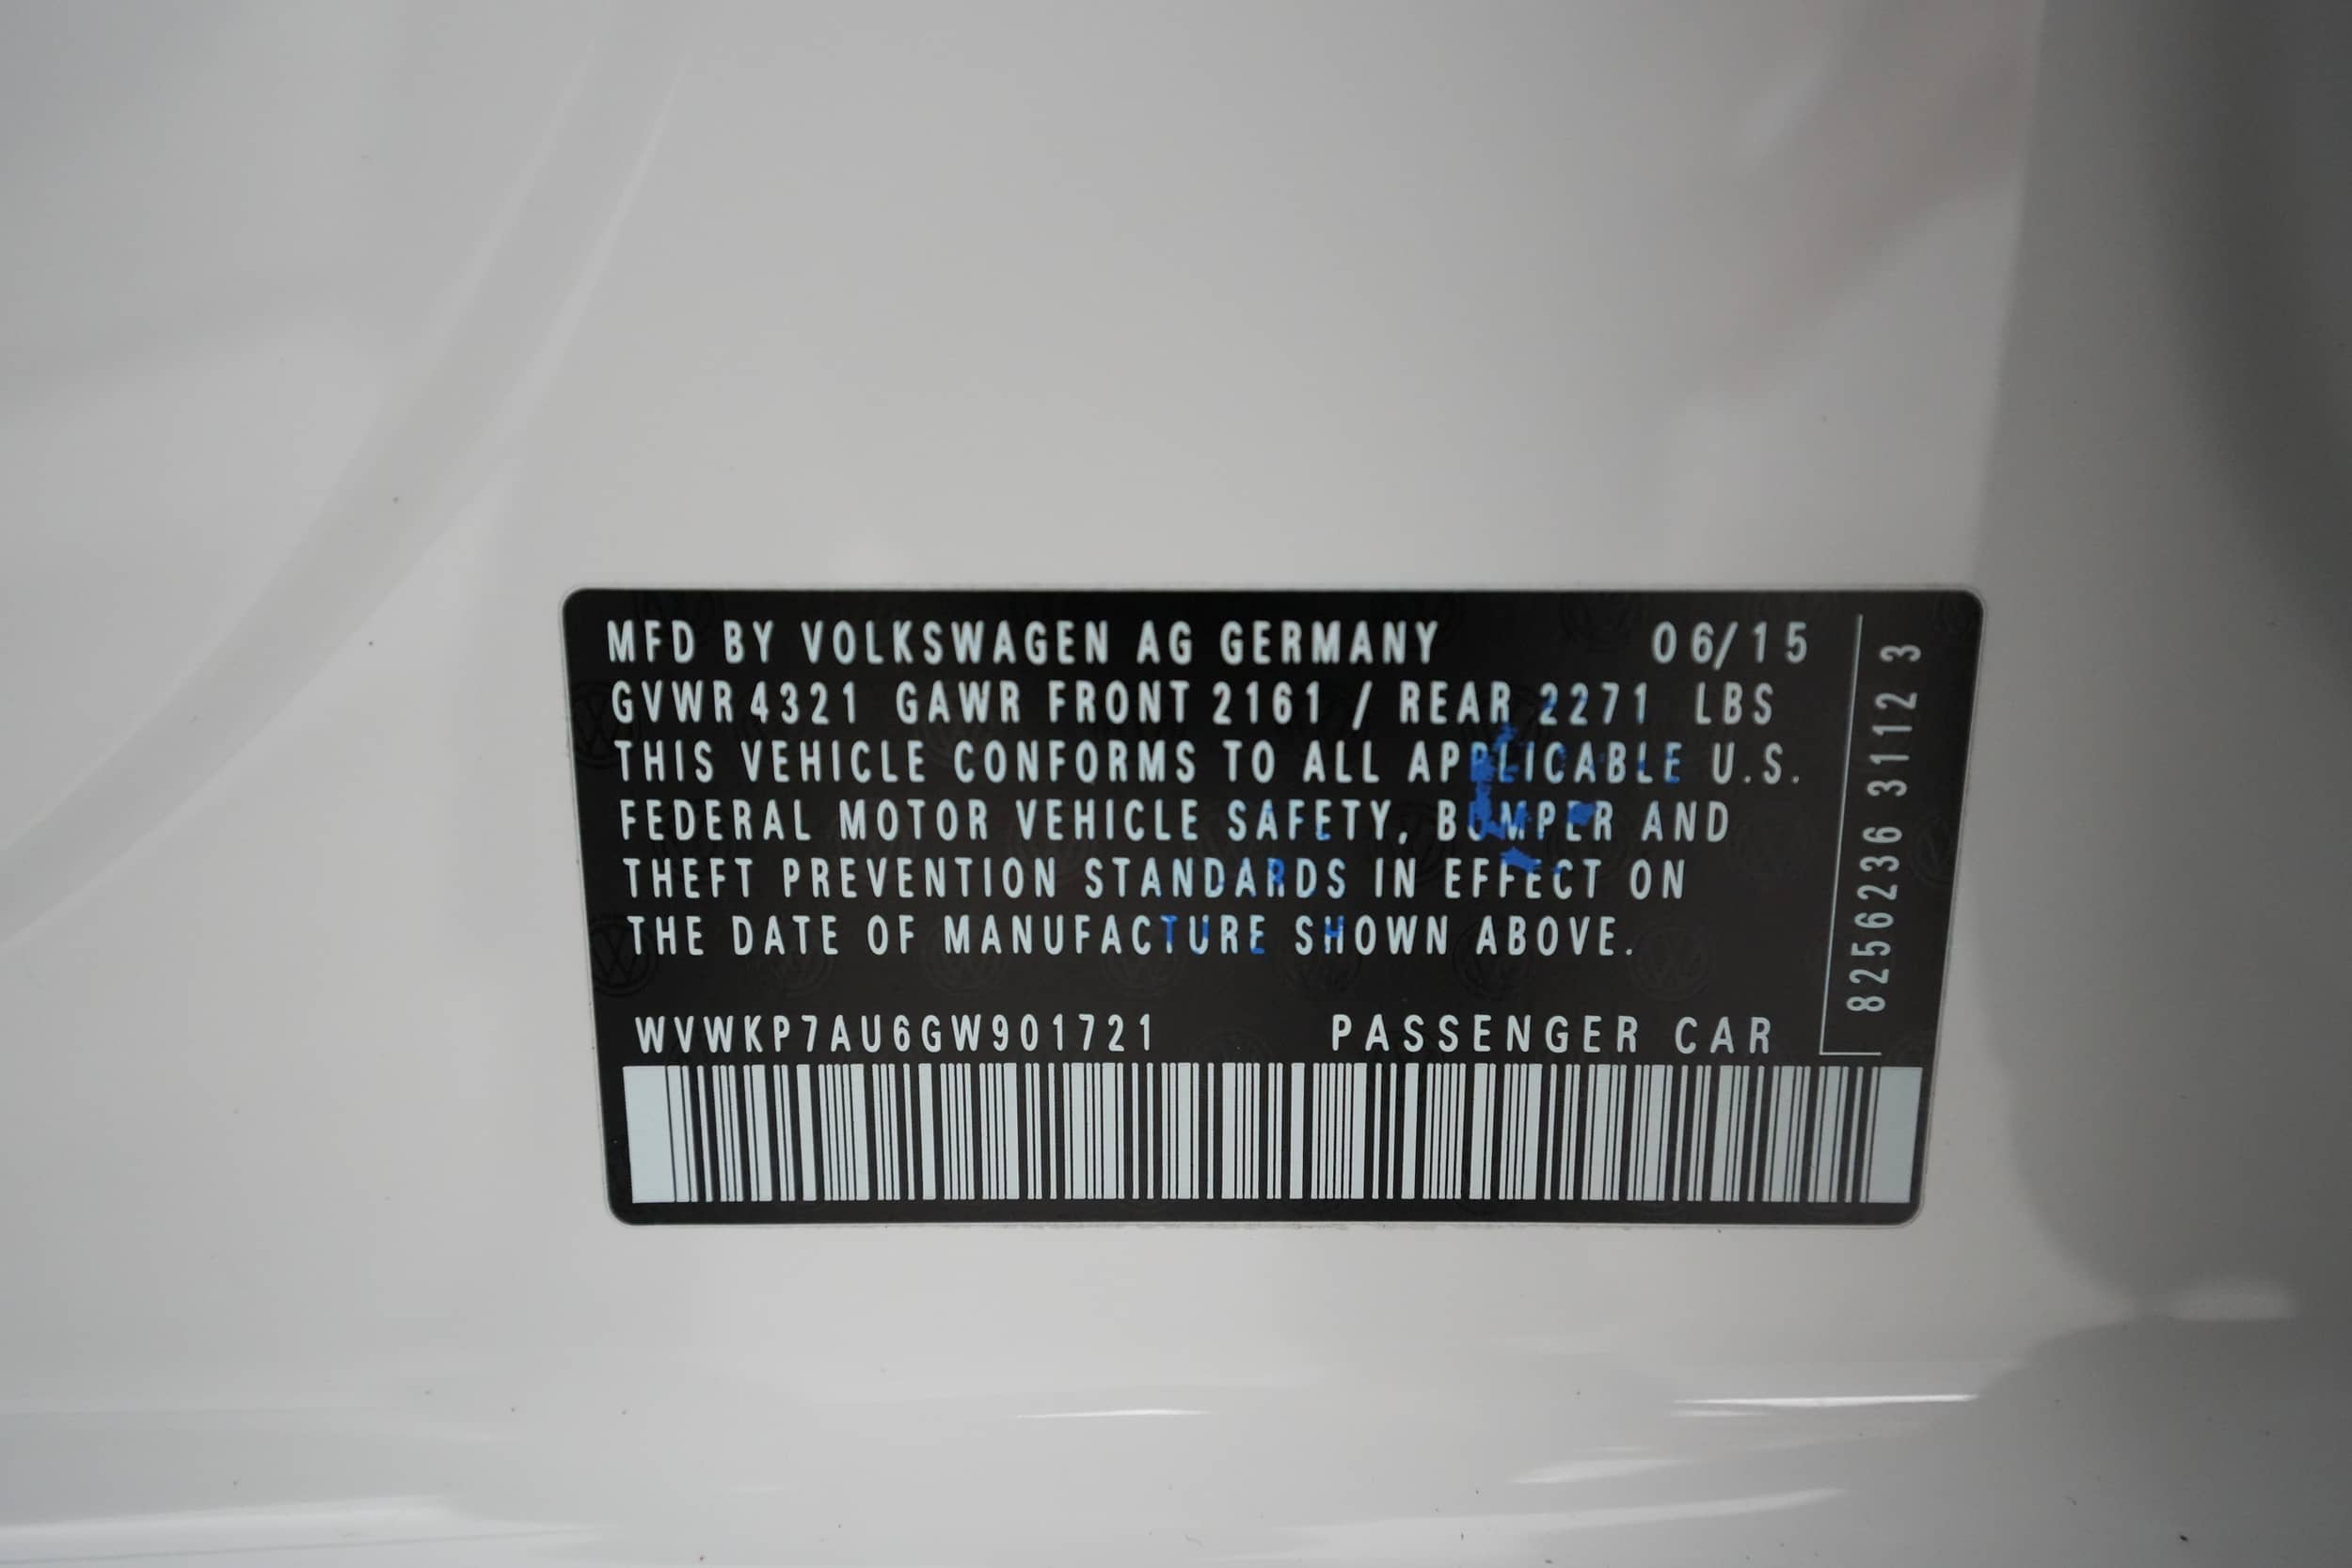 MFD BY VOLKSWAGEN AG GERMANY 06/15
GVWR 4321 GAWR FRONT 2161 / REAR 2271 LBS
THIS VEHICLE CONFORMS TO ALL APPLICABLE U.S.
FEDERAL MOTOR VEHICLE SAFETY, BUMPER AND
THEFT PREVENTION STANDARDS IN EFFECT ON
THE DATE OF MANUFACTURE SHOWN ABOVE.
WVWKP7AU6GW901721 PASSENGER CAR
8256236 3112 3